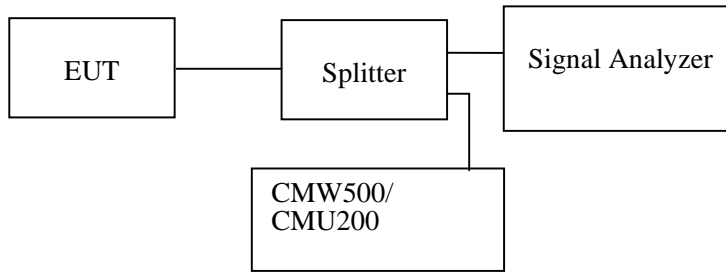 EUT
Splitter
Signal Analyzer
CMW500/
CMU200